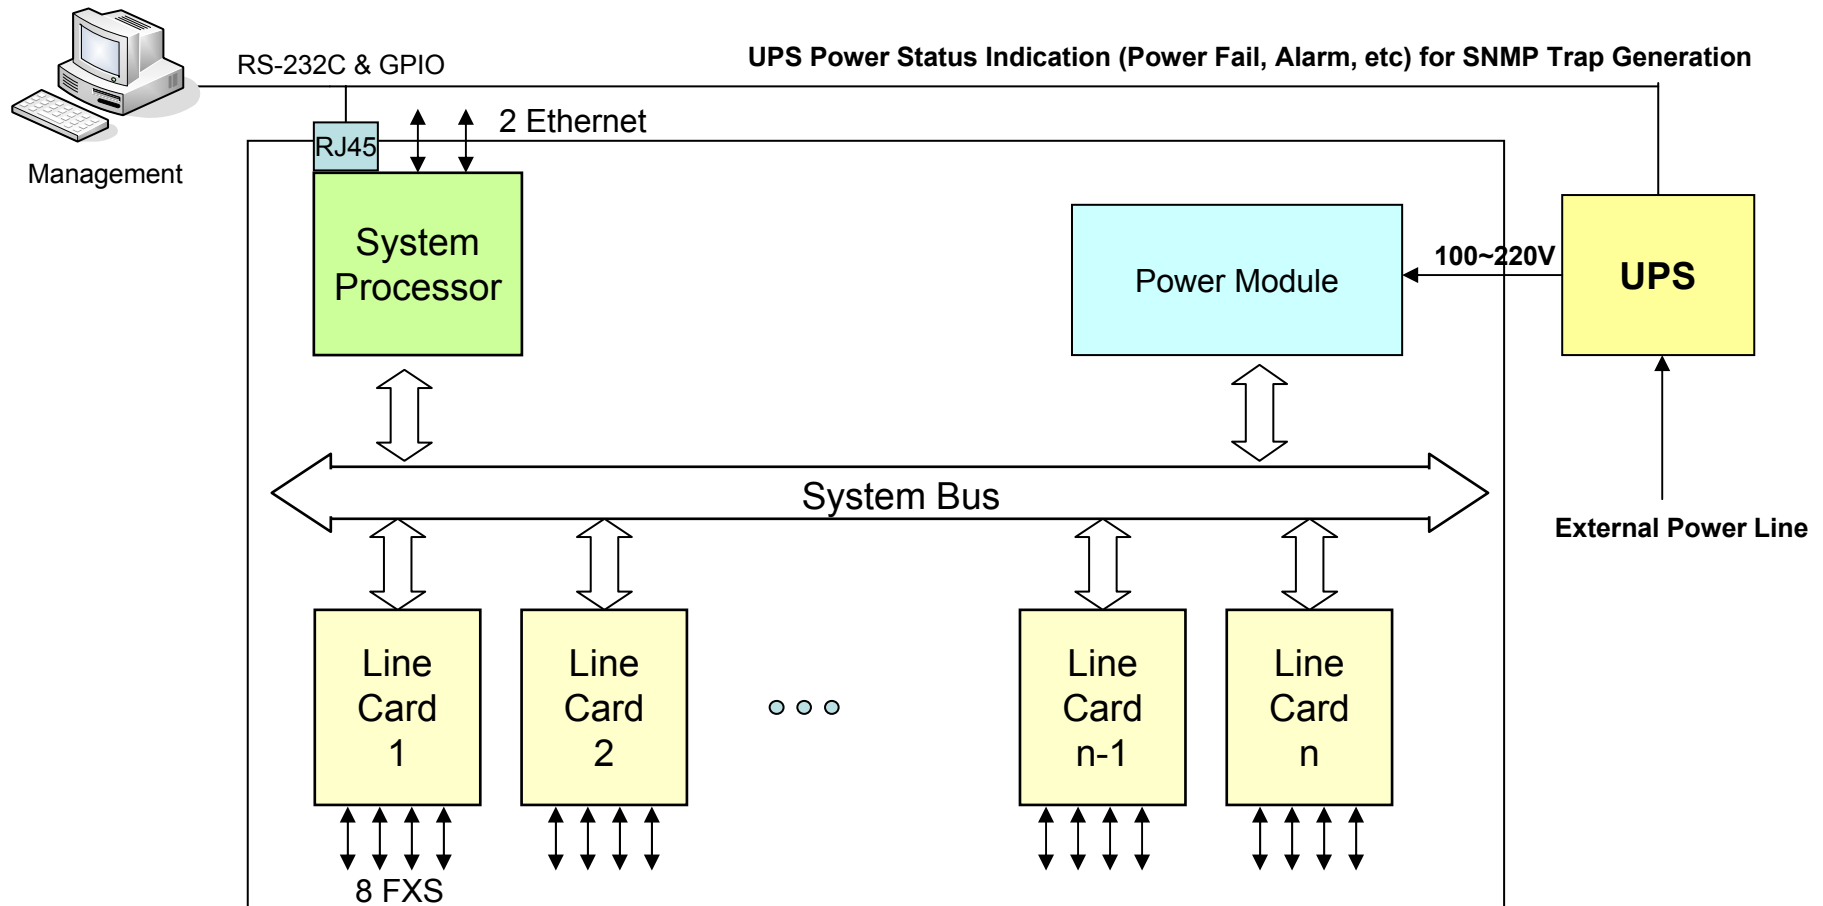 UPS Power Status Indication (Power Fail, Alarm, etc) for SNMP Trap Generation
RS-232C & GPIO
2 Ethernet
RJ45
Management
System
Processor
Power Module
100~220V
UPS
System Bus
External Power Line
Line
Card
1
Line
Card
2
Line
Card
n-1
Line
Card
n
8 FXS